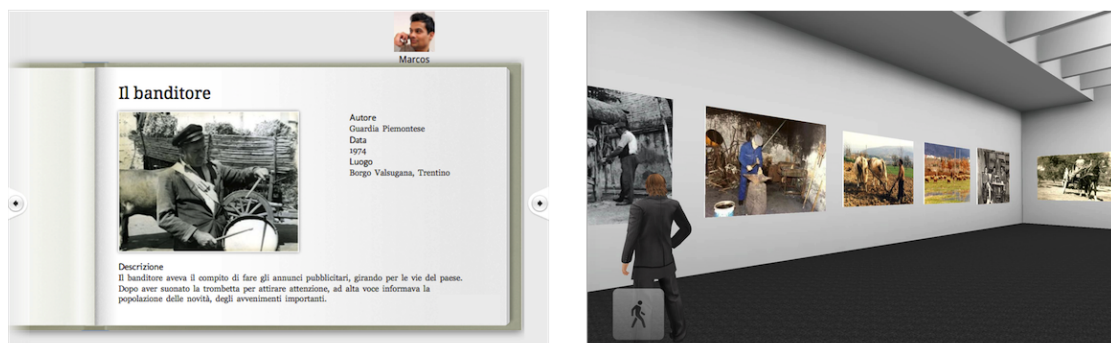 Marcos
Il banditore
Autore
Guardia Piemontese
Data
1974
Luogo
Borgo Valsugana, Trentino
Descrizione
Il banditore aveva il compito di fare gli annunci pubblicitari, girando per le vie del paese.
Dopo aver suonato la trombetta per attirare attenzione, ad alta voce informava la
popolazione delle novità, degli avvenimenti importanti.